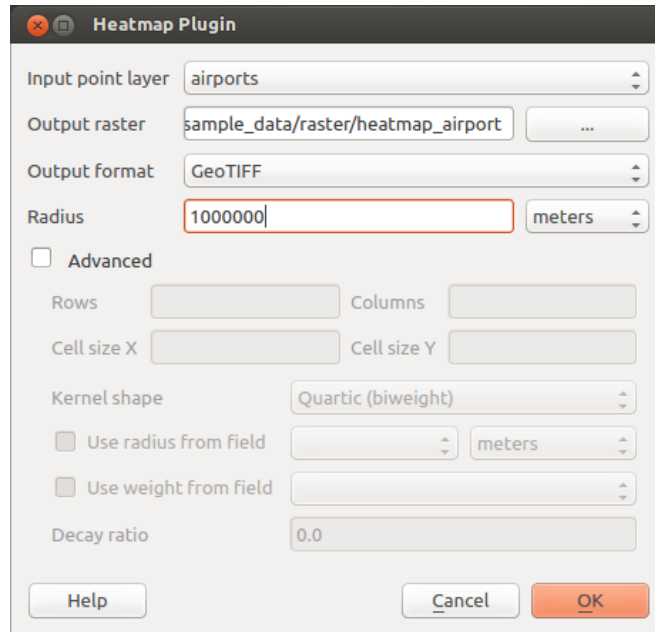 Heatmap Plugin
Input point layer airports
Output raster sample_data/raster/heatmap_airport ...
Output format GeoTIFF
Radius 1000000 meters
Advanced
Rows Columns
Cell size X Cell size Y
Kernel shape Quartic (biweight)
Use radius from field meters
Use weight from field
Decay ratio 0.0
Help Cancel OK